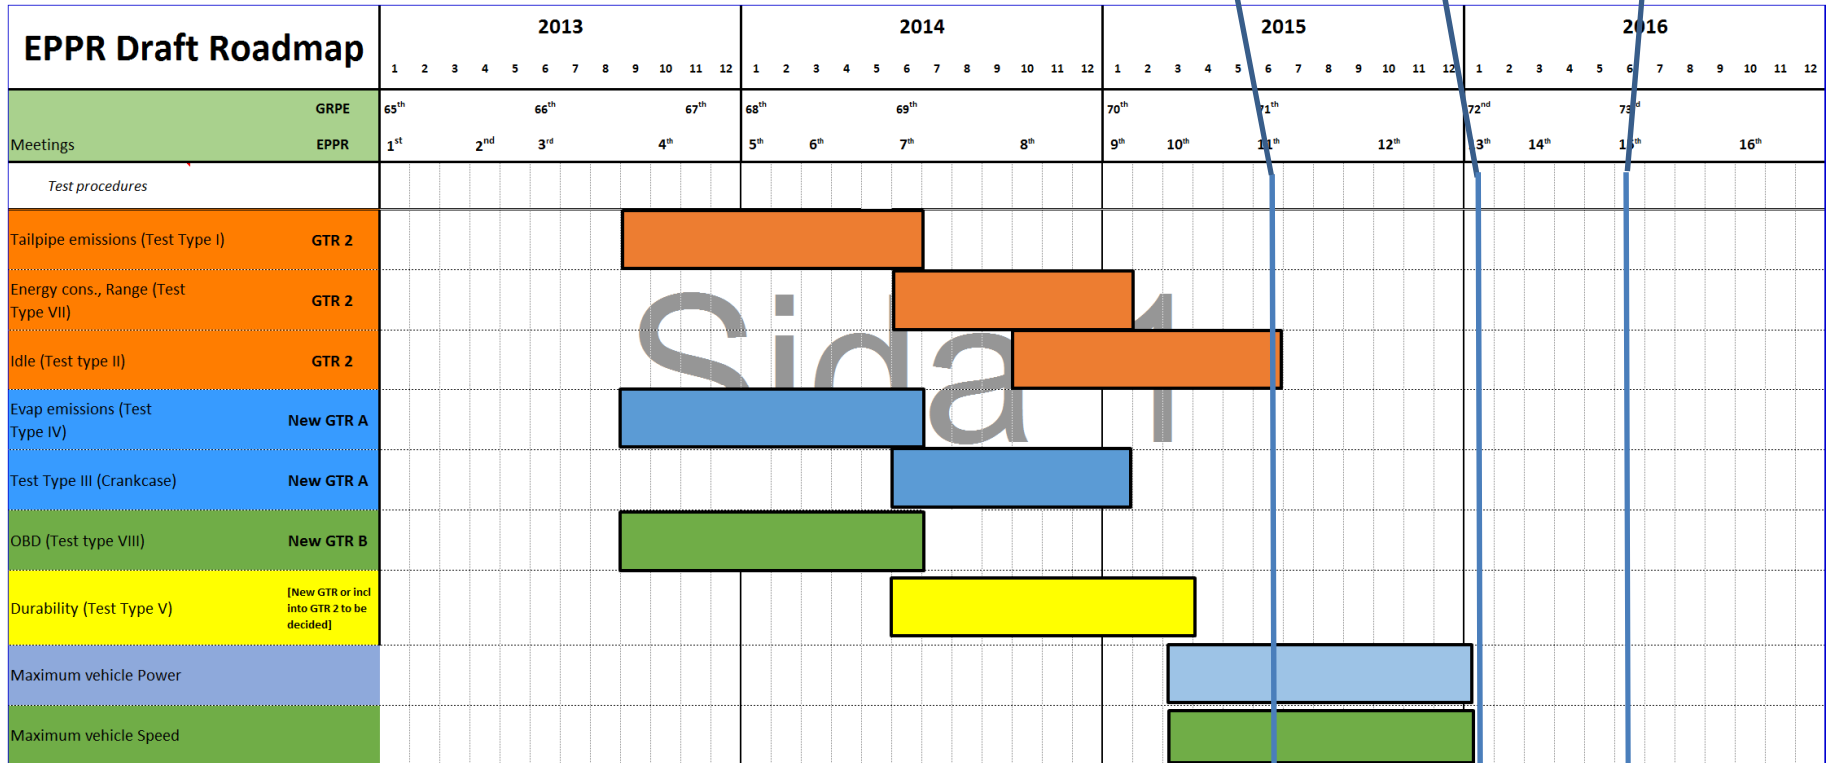 EPPR Draft Roadmap
2013 2014 2015 2016
1 2 3 4 5 6 7 8 9 10 11 12 1 2 3 4 5 6 7 8 9 10 11 12 1 2 3 4 5 6 7 8 9 10 11 12 1 2 3 4 5 6 7 8 9 10 11 12
GRPE 65th 66th 67th 68th 69th 70th 71th 72nd 73rd
Meetings EPPR 1st 2nd 3rd 4th 5th 6th 7th 8th 9th 10th 11th 12th 13th 14th 15th 16th
Test procedures
Tailpipe emissions (Test Type I) GTR 2
Energy cons., Range (Test
Type VII) GTR 2
Idle (Test type II) GTR 2
Sida 1
Evap emissions (Test
Type IV) New GTR A
Test Type III (Crankcase) New GTR A
OBD (Test type VIII) New GTR B
Durability (Test Type V) [New GTR or incl
into GTR 2 to be
decided]
Maximum vehicle Power
Maximum vehicle Speed